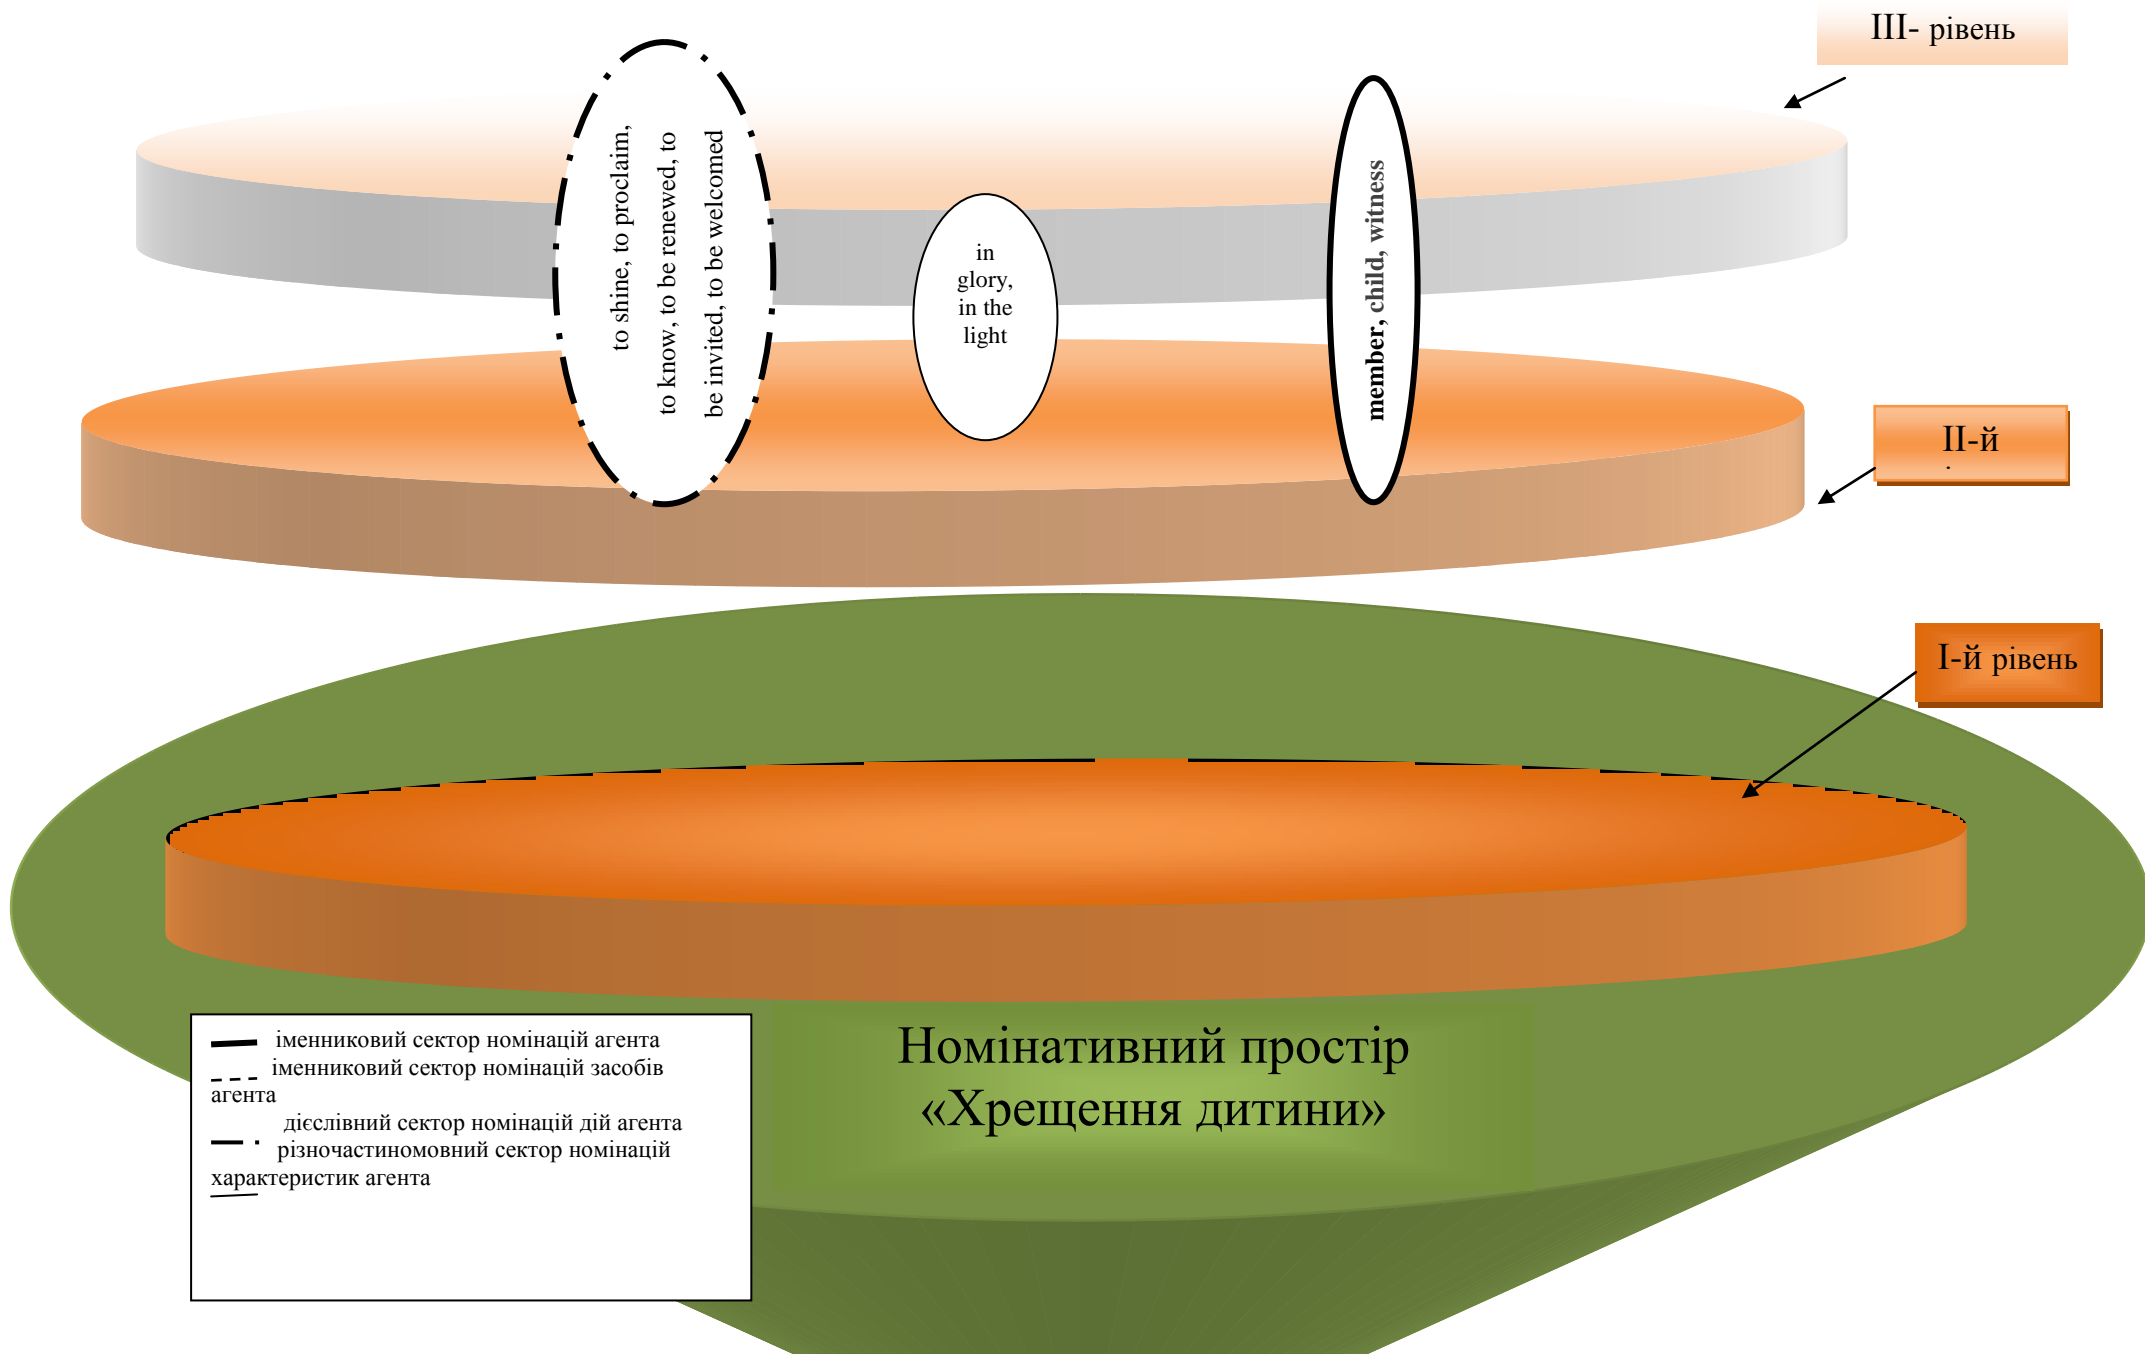 III- рівень
to shine, to proclaim,
to know, to be renewed, to
be invited, to be welcomed
in
glory,
in the
light
member, child, witness
II-й
I-й рівень
іменниковий сектор номінацій агента
іменниковий сектор номінацій засобів
агента
дієслівний сектор номінацій дій агента
різночастиномовний сектор номінацій
характеристик агента
Номінативний простір
«Хрещення дитини»